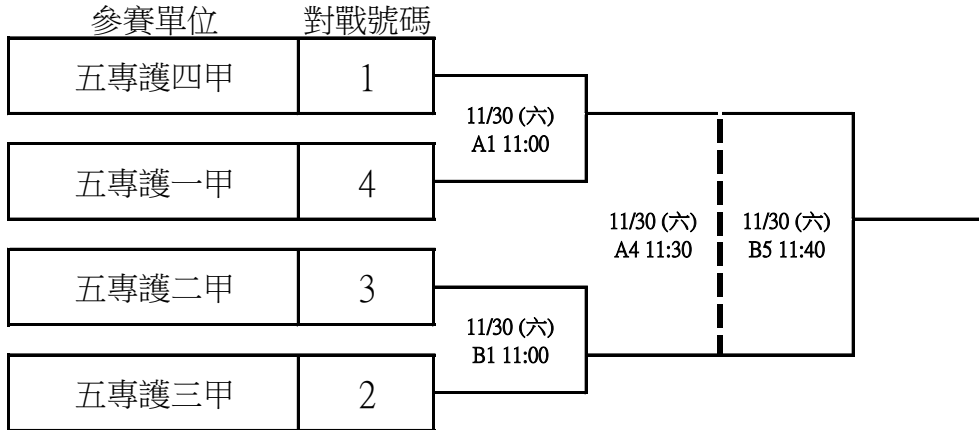 參賽單位 對戰號碼
五專護四甲 1
11/30 (六)
A1 11:00
五專護一甲 4
11/30 (六) 11/30 (六)
A4 11:30 B5 11:40
五專護二甲 3
11/30 (六)
B1 11:00
五專護三甲 2